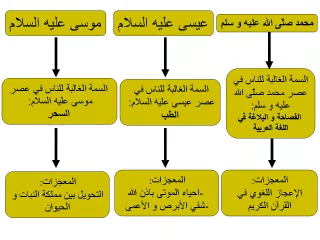 محمد صلى الله عليه و سلم
عيسى عليه السلام
موسى عليه السلام
السمة الغالبة للناس في
عصر محمد صلى الله
عليه و سلم:
الفصاحة و البلاغة في
اللغة العربية
السمة الغالبة للناس في
عصر عيسى عليه السلام:
الطب
السمة الغالبة للناس في عصر
موسى عليه السلام:
السحر
المعجزات:
الإعجاز اللغوي في
القرآن الكريم
المعجزات:
-احياء الموتى بأذن الله
-شفي الأبرص و الأعمى
المعجزات:
التحويل بين مملكة النبات و
الحيوان